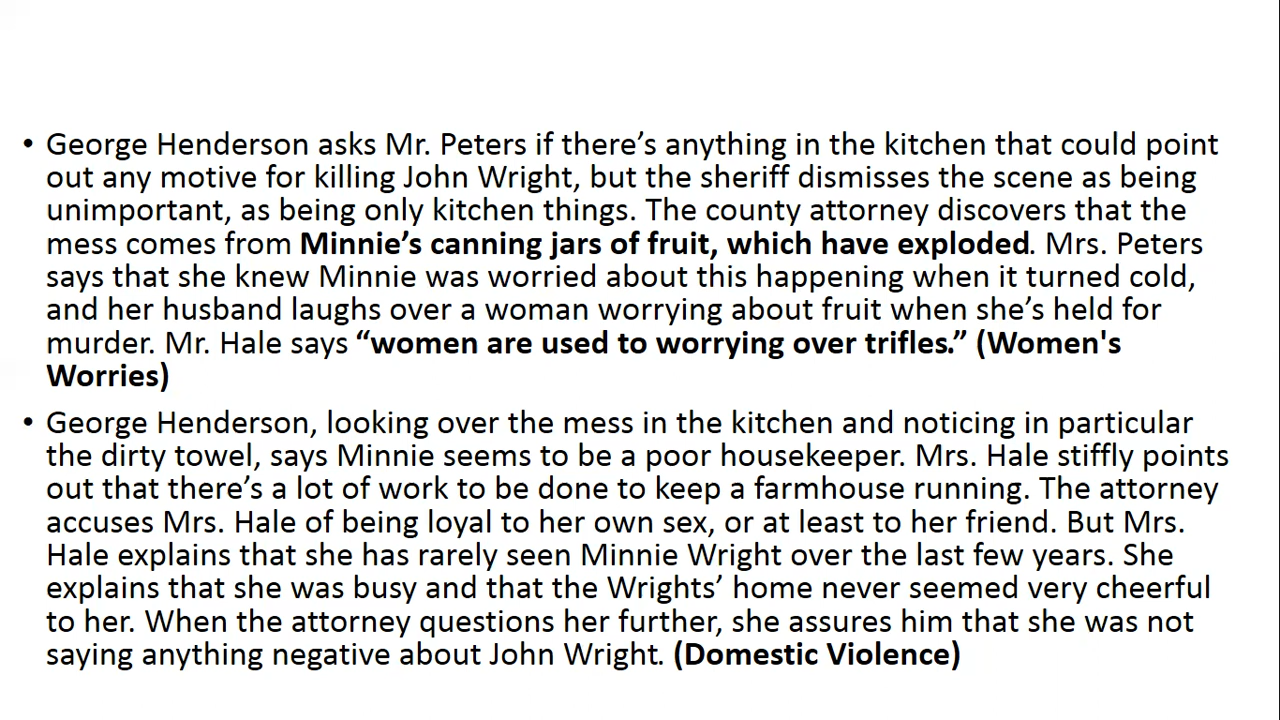 • George Henderson asks Mr. Peters if there’s anything in the kitchen that could point
out any motive for killing John Wright, but the sheriff dismisses the scene as being
unimportant, as being only kitchen things. The county attorney discovers that the
mess comes from Minnie’s canning jars of fruit, which have exploded. Mrs. Peters
says that she knew Minnie was worried about this happening when it turned cold,
and her husband laughs over a woman worrying about fruit when she’s held for
murder. Mr. Hale says “women are used to worrying over trifles.” (Women's
Worries)
• George Henderson, looking over the mess in the kitchen and noticing in particular
the dirty towel, says Minnie seems to be a poor housekeeper. Mrs. Hale stiffly points
out that there’s a lot of work to be done to keep a farmhouse running. The attorney
accuses Mrs. Hale of being loyal to her own sex, or at least to her friend. But Mrs.
Hale explains that she has rarely seen Minnie Wright over the last few years. She
explains that she was busy and that the Wrights’ home never seemed very cheerful
to her. When the attorney questions her further, she assures him that she was not
saying anything negative about John Wright. (Domestic Violence)